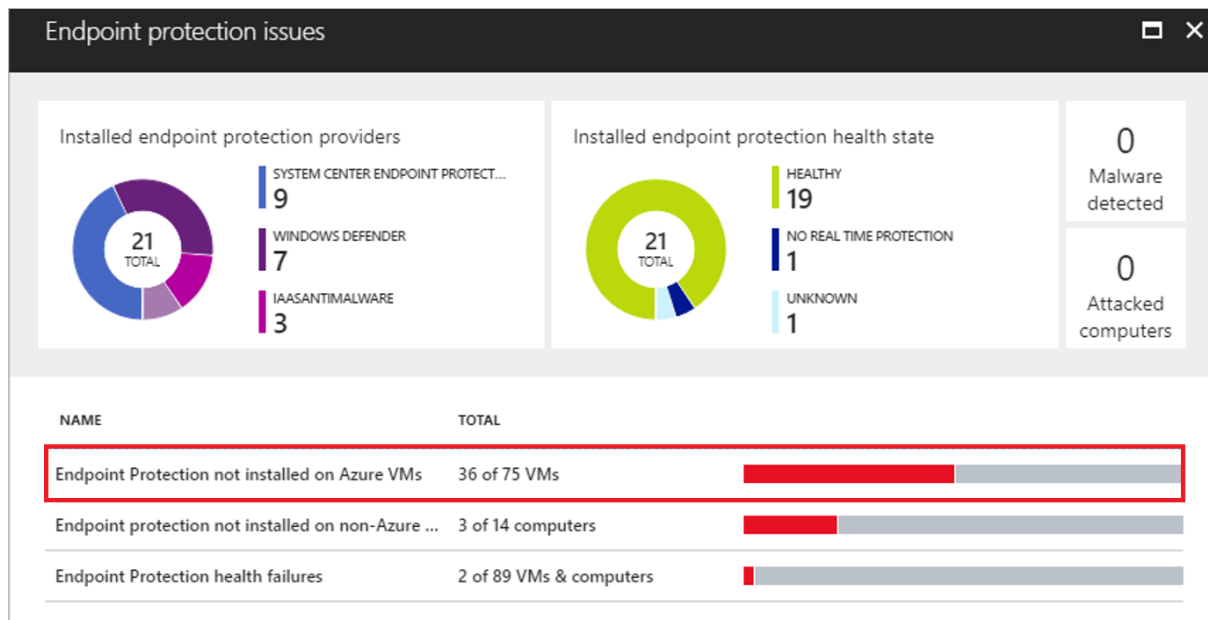 Endpoint protection issues
Installed endpoint protection providers
21
TOTAL
SYSTEM CENTER ENDPOINT PROTECT...
9
WINDOWS DEFENDER
7
IAASANTIMALWARE
3
Installed endpoint protection health state
21
TOTAL
HEALTHY
19
NO REAL TIME PROTECTION
1
UNKNOWN
1
0
Malware
detected
0
Attacked
computers
NAME TOTAL
Endpoint Protection not installed on Azure VMs 36 of 75 VMs
Endpoint protection not installed on non-Azure ... 3 of 14 computers
Endpoint Protection health failures 2 of 89 VMs & computers